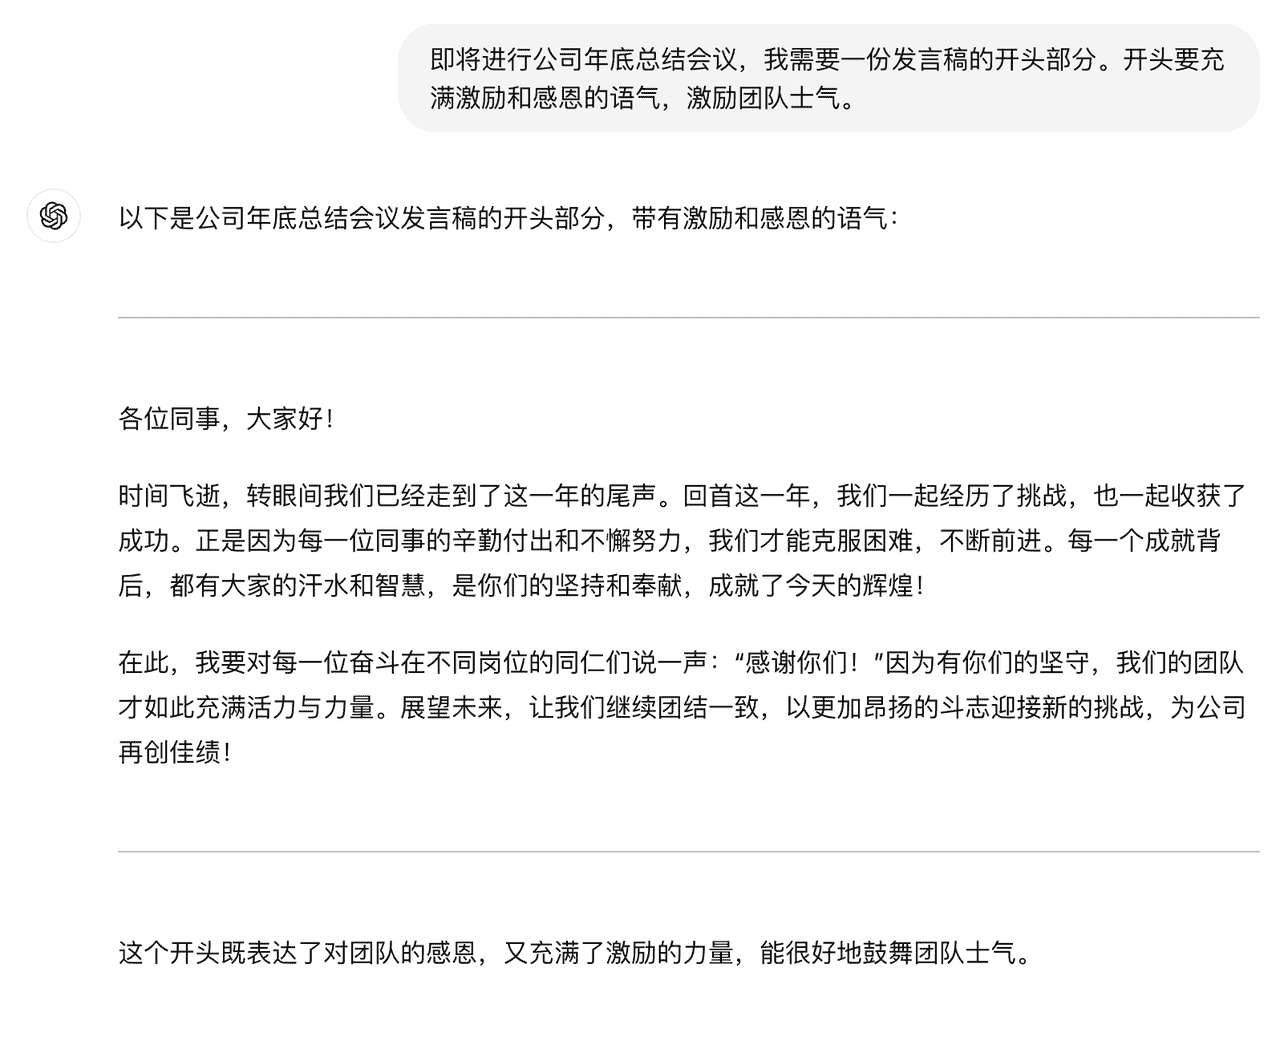 即将进行公司年底总结会议，我需要一份发言稿的开头部分。开头要充
满激励和感恩的语气，激励团队士气。
以下是公司年底总结会议发言稿的开头部分，带有激励和感恩的语气：
各位同事，大家好！
时间飞逝，转眼间我们已经走到了这一年的尾声。回首这一年，我们一起经历了挑战，也一起收获了
成功。正是因为每一位同事的辛勤付出和不懈努力，我们才能克服困难，不断前进。每一个成就背
后，都有大家的汗水和智慧，是你们的坚持和奉献，成就了今天的辉煌！
在此，我要对每一位奋斗在不同岗位的同仁们说一声：“感谢你们！”因为有你们的坚守，我们的团队
才如此充满活力与力量。展望未来，让我们继续团结一致，以更加昂扬的斗志迎接新的挑战，为公司
再创佳绩！
这个开头既表达了对团队的感恩，又充满了激励的力量，能很好地鼓舞团队士气。